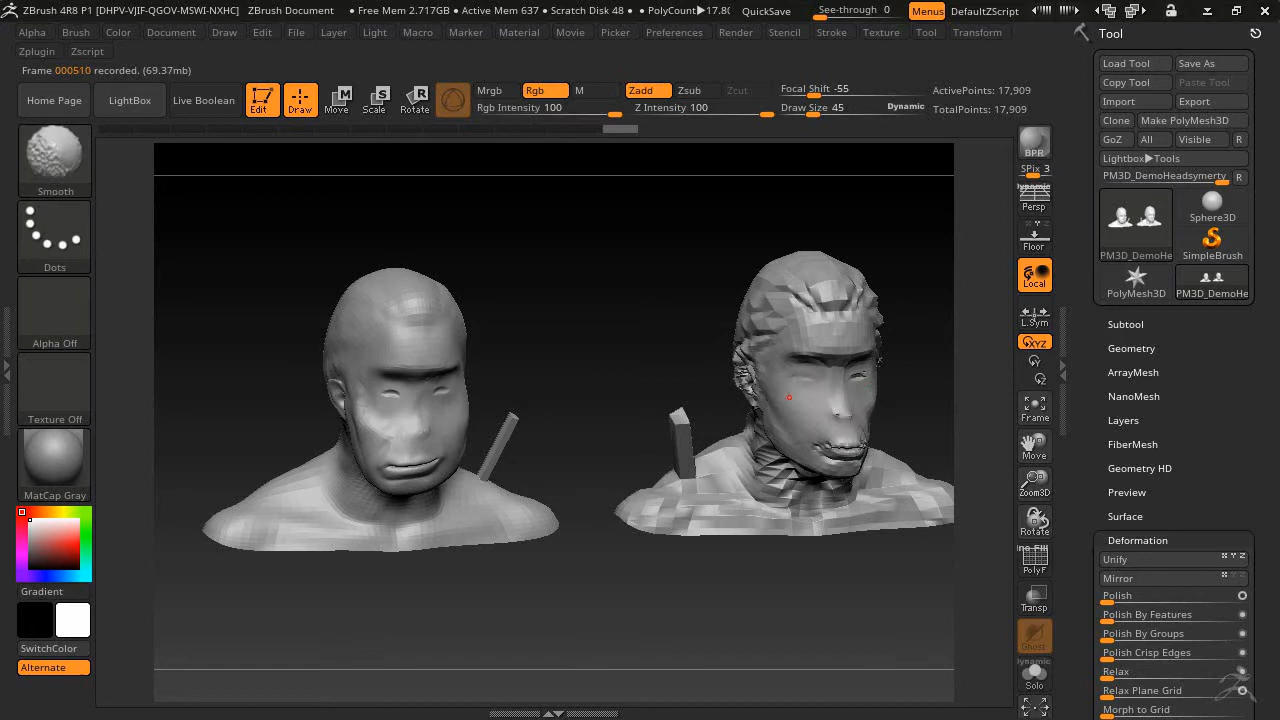 ZBrush 4R8 P1 [DHPV-VJIF-QGOV-MSWI-NXHC] ZBrush Document • Free Mem 2.717GB • Active Mem 637 • Scratch Disk 48 • PolyCount▸17.80 QuickSave See-through 0 Menus DefaultZScript
Alpha Brush Color Document Draw Edit File Layer Light Macro Marker Material Movie Picker Preferences Render Stencil Stroke Texture Tool Transform
Zplugin Zscript
Frame 000510 recorded. (69.37mb)
Home Page LightBox Live Boolean Edit Draw Move Scale Rotate
Mrgb Rgb M Zadd Zsub Zcut Focal Shift -55 ActivePoints: 17,909
Rgb Intensity 100 Z Intensity 100 Draw Size 45 Dynamic TotalPoints: 17,909
Smooth
Dots
Alpha Off
Texture Off
MatCap Gray
Gradient
SwitchColor
Alternate
BPR
SPix 3
Dynamic
Persp
Floor
Local
L.Sym
XYZ
Y
Z
Frame
Move
Zoom3D
Rotate
PolyF
Transp
Ghost
Dynamic
Solo
Tool
Load Tool Save As
Copy Tool Paste Tool
Import Export
Clone Make PolyMesh3D
GoZ All Visible R
Lightbox▶Tools
PM3D_DemoHeadsymerty R
PM3D_DemoHe Sphere3D
SimpleBrush
PolyMesh3D PM3D_DemoHe
Subtool
Geometry
ArrayMesh
NanoMesh
Layers
FiberMesh
Geometry HD
Preview
Surface
Deformation
Unify
Mirror
Polish
Polish By Features
Polish By Groups
Polish Crisp Edges
Relax
Relax Plane Grid
Morph to Grid